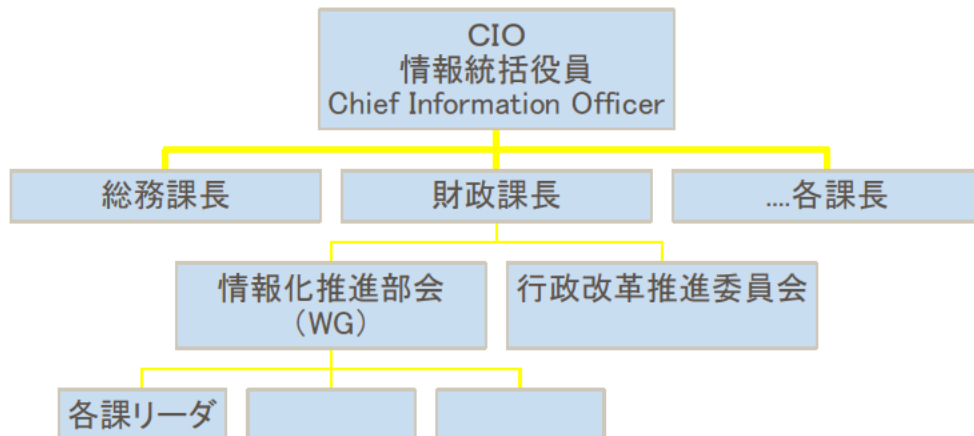 CIO
情報統括役員
Chief Information Officer
総務課長
財政課長
....各課長
情報化推進部会
（WG）
行政改革推進委員会
各課リーダ